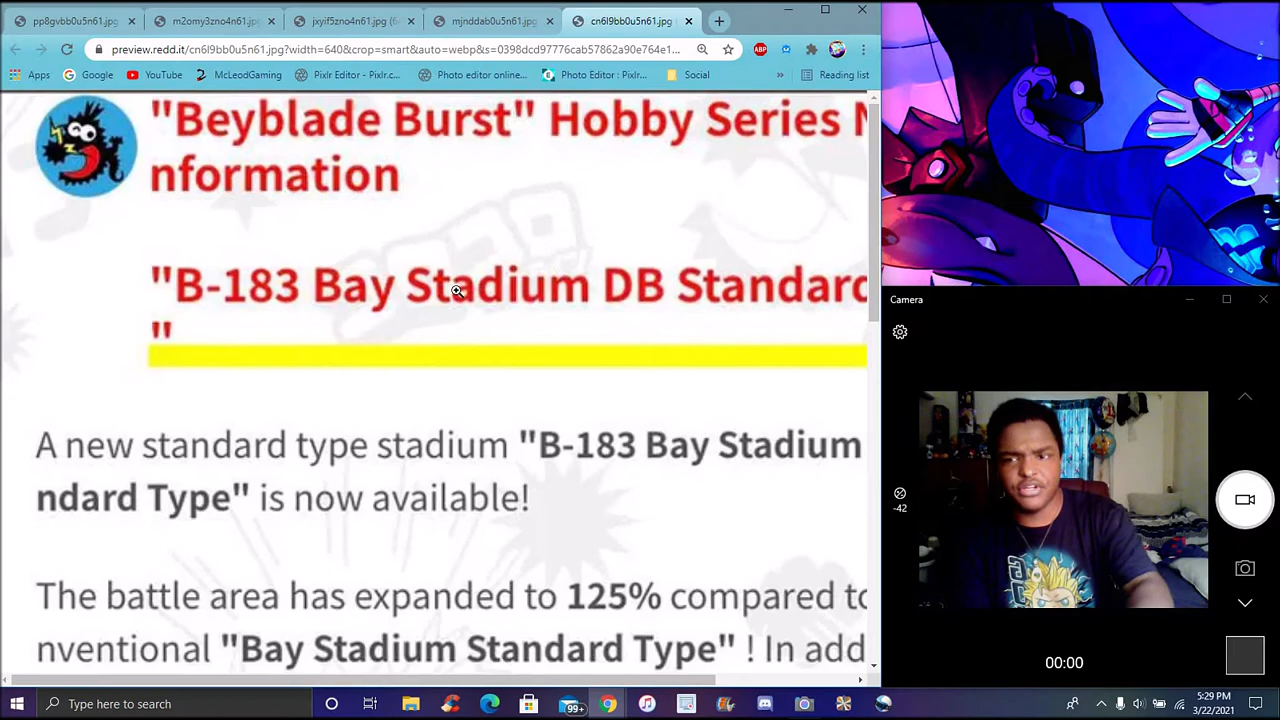 pp8gvbb0u5n61.jpg
m2omy3zno4n61.jpg
jxyif5zno4n61.jpg (64
mjnddab0u5n61.jpg
cn6l9bb0u5n61.jpg
preview.redd.it/cn6l9bb0u5n61.jpg?width=640&crop=smart&auto=webp&s=0398dcd97776cab57862a90e764e1...
ABP
Apps
Google
YouTube
McLeodGaming
Pixlr Editor - Pixlr.c...
Photo editor online...
Photo Editor : Pixlr...
Social
»
Reading list
"Beyblade Burst" Hobby Series N
nformation
"B-183 Bay Stadium DB Standard
"
A new standard type stadium "B-183 Bay Stadium
ndard Type" is now available!
The battle area has expanded to 125% compared to
nventional "Bay Stadium Standard Type" ! In add
Camera
-42
00:00
Type here to search
99+
5:29 PM
3/22/2021